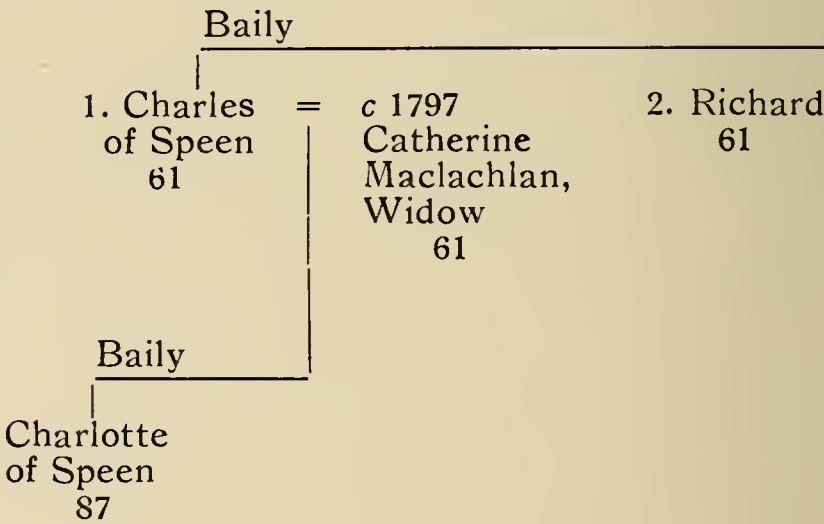 Baily
1. Charles = c 1797 2. Richard
of Speen Catherine 61
61 Maclachlan,
Widow
61
Baily
Charlotte
of Speen
87